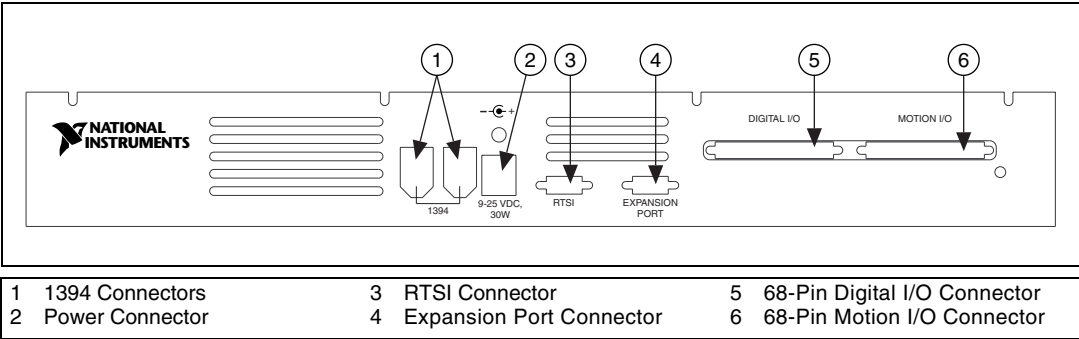 1 2 3 4 5 6
NATIONAL
INSTRUMENTS
- +
DIGITAL I/O MOTION I/O
1394
9-25 VDC,
30W
RTSI
EXPANSION
PORT
1 1394 Connectors
2 Power Connector
3 RTSI Connector
4 Expansion Port Connector
5 68-Pin Digital I/O Connector
6 68-Pin Motion I/O Connector